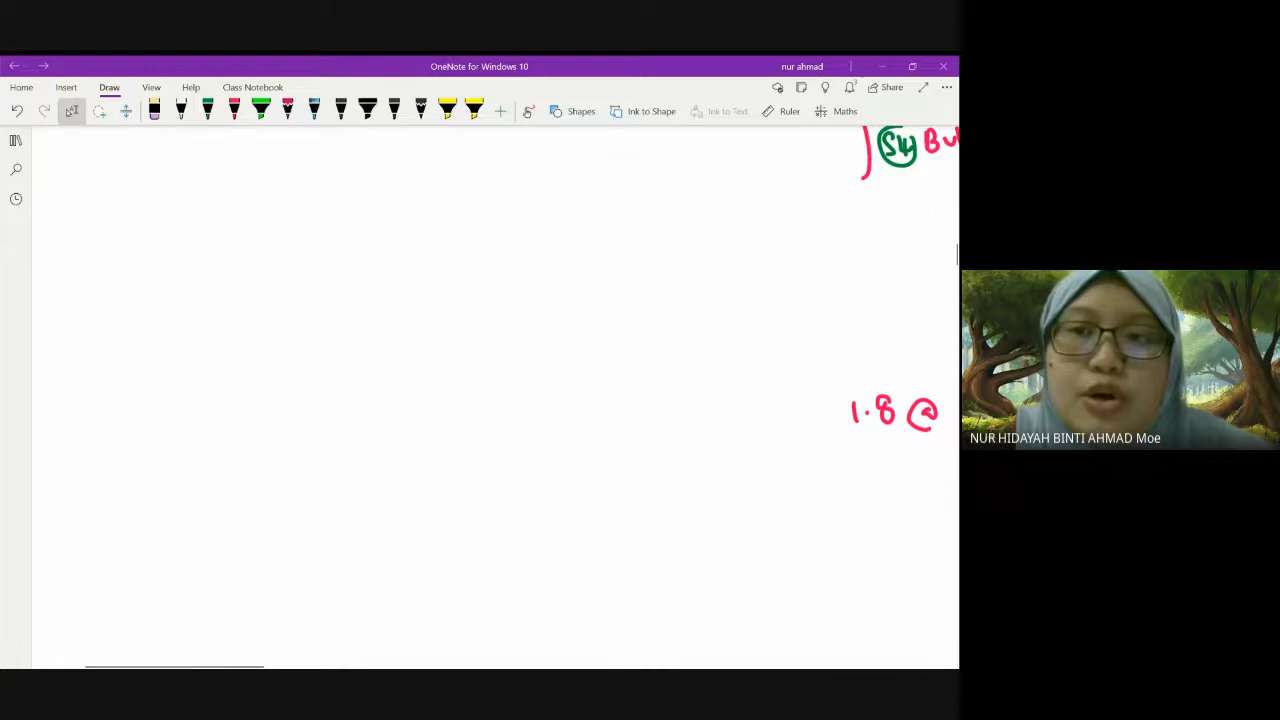 OneNote for Windows 10
nur ahmad
Home Insert Draw View Help Class Notebook
Share
Shapes Ink to Shape Ink to Text Ruler Maths
1.8 @
NUR HIDAYAH BINTI AHMAD Moe